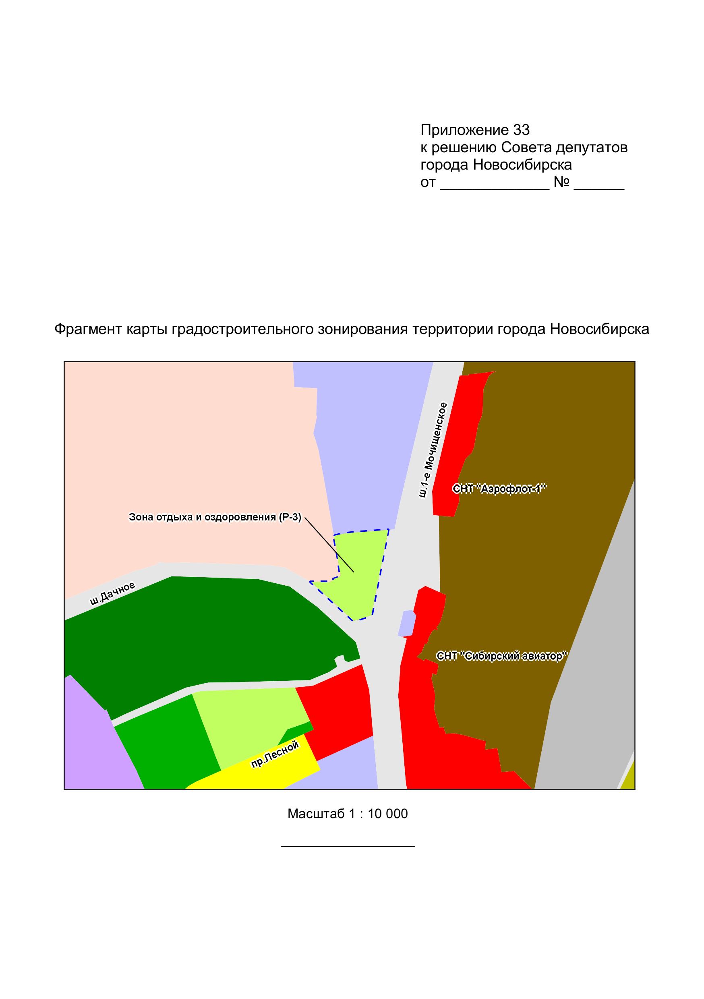 Приложение 33
к решению Совета депутатов
города Новосибирска
от _____________ № ______
Фрагмент карты градостроительного зонирования территории города Новосибирска
ш.1-е Мочищенское
СНТ "Аэрофлот-1"
Зона отдыха и оздоровления (Р-3)
ш.Дачное
СНТ "Сибирский авиатор"
пр.Лесной
Масштаб 1 : 10 000